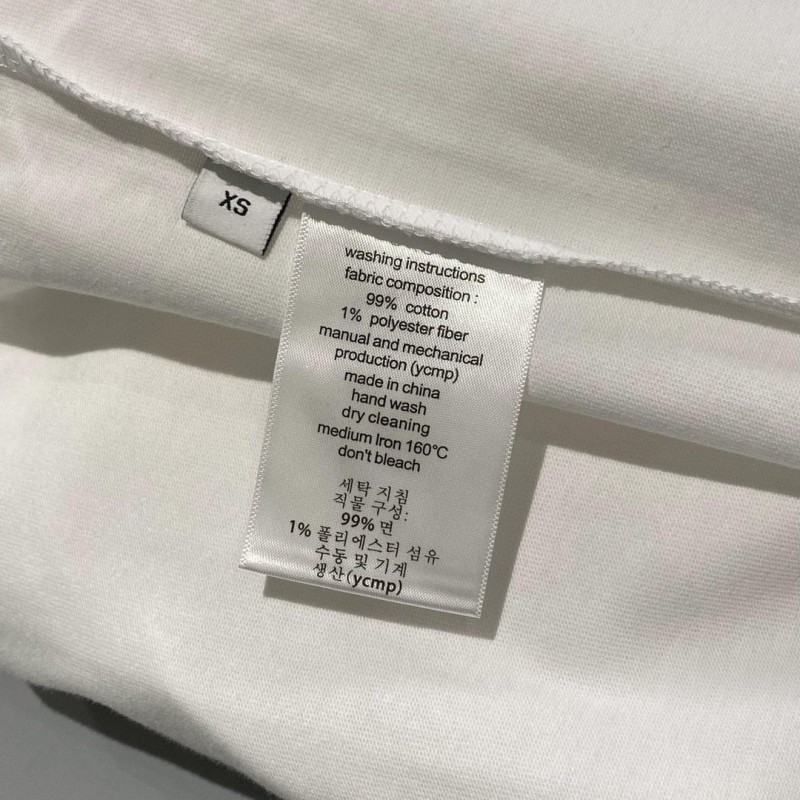 XS
washing instructions
fabric composition :
99% cotton
1% polyester fiber
manual and mechanical
production (ycmp)
made in china
hand wash
dry cleaning
medium Iron 160°C
don't bleach
세탁 지침
직물 구성:
99% 면
1% 폴리에스터 섬유
수동 및 기계
생산(ycmp)